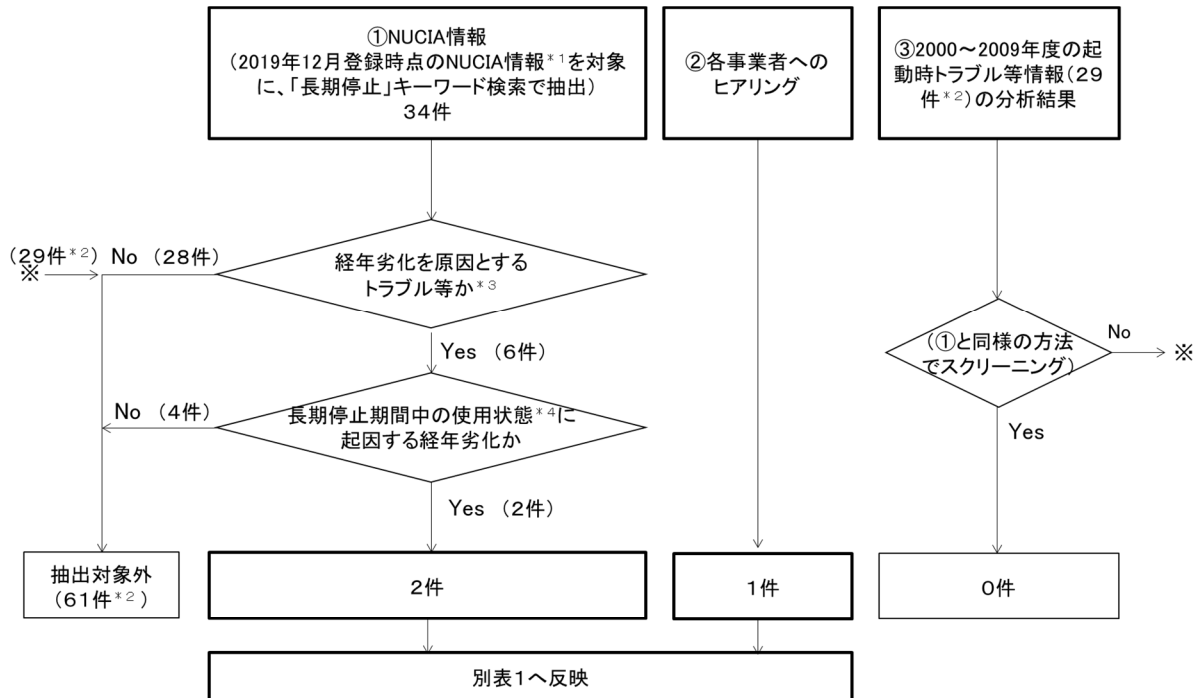 ①NUCIA情報
(2019年12月登録時点のNUCIA情報*1を対象
に、「長期停止」キーワード検索で抽出)
34件
②各事業者への
ヒアリング
③2000~2009年度の起
動時トラブル等情報(29
件*2)の分析結果
(29件*2)
※
No (28件)
経年劣化を原因とする
トラブル等か*3
Yes (6件)
No (4件)
長期停止期間中の使用状態*4に
起因する経年劣化か
Yes (2件)
(①と同様の方法
でスクリーニング)
No
※
Yes
抽出対象外
(61件*2)
2件
1件
0件
別表1へ反映